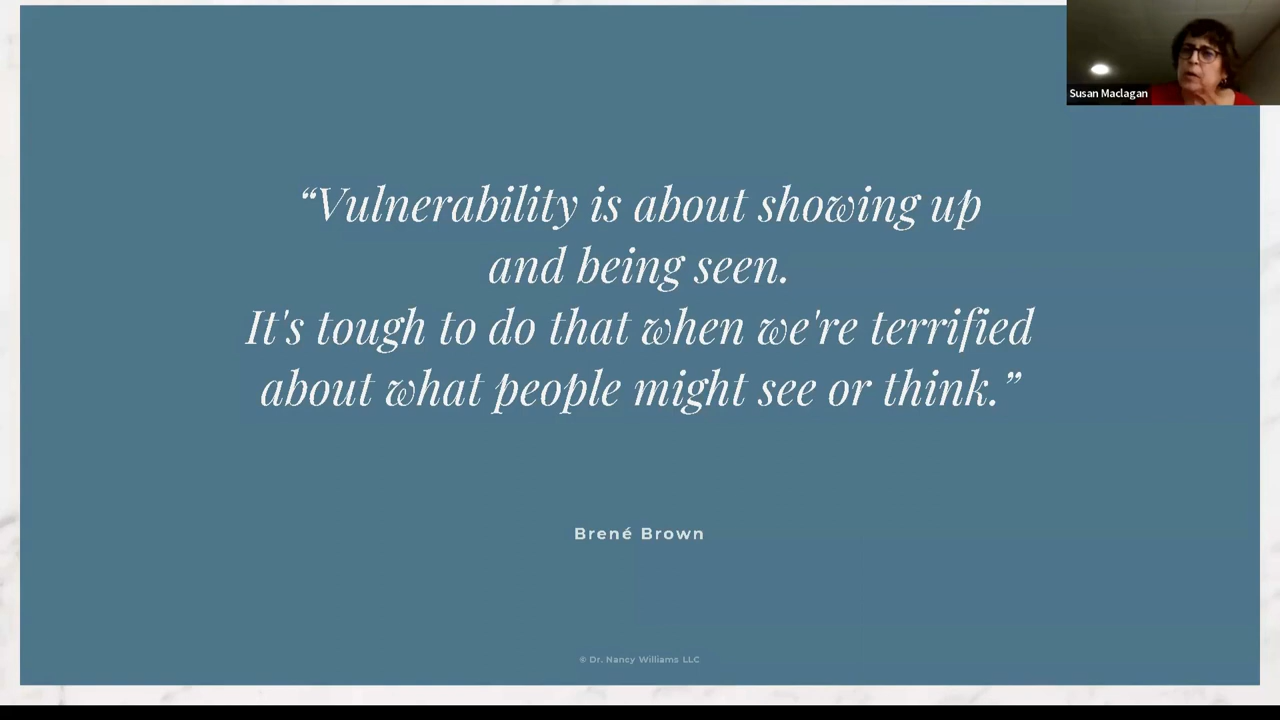 Susan Maclagan
“Vulnerability is about showing up
and being seen.
It's tough to do that when we're terrified
about what people might see or think.”
Brené Brown
© Dr. Nancy Williams LLC